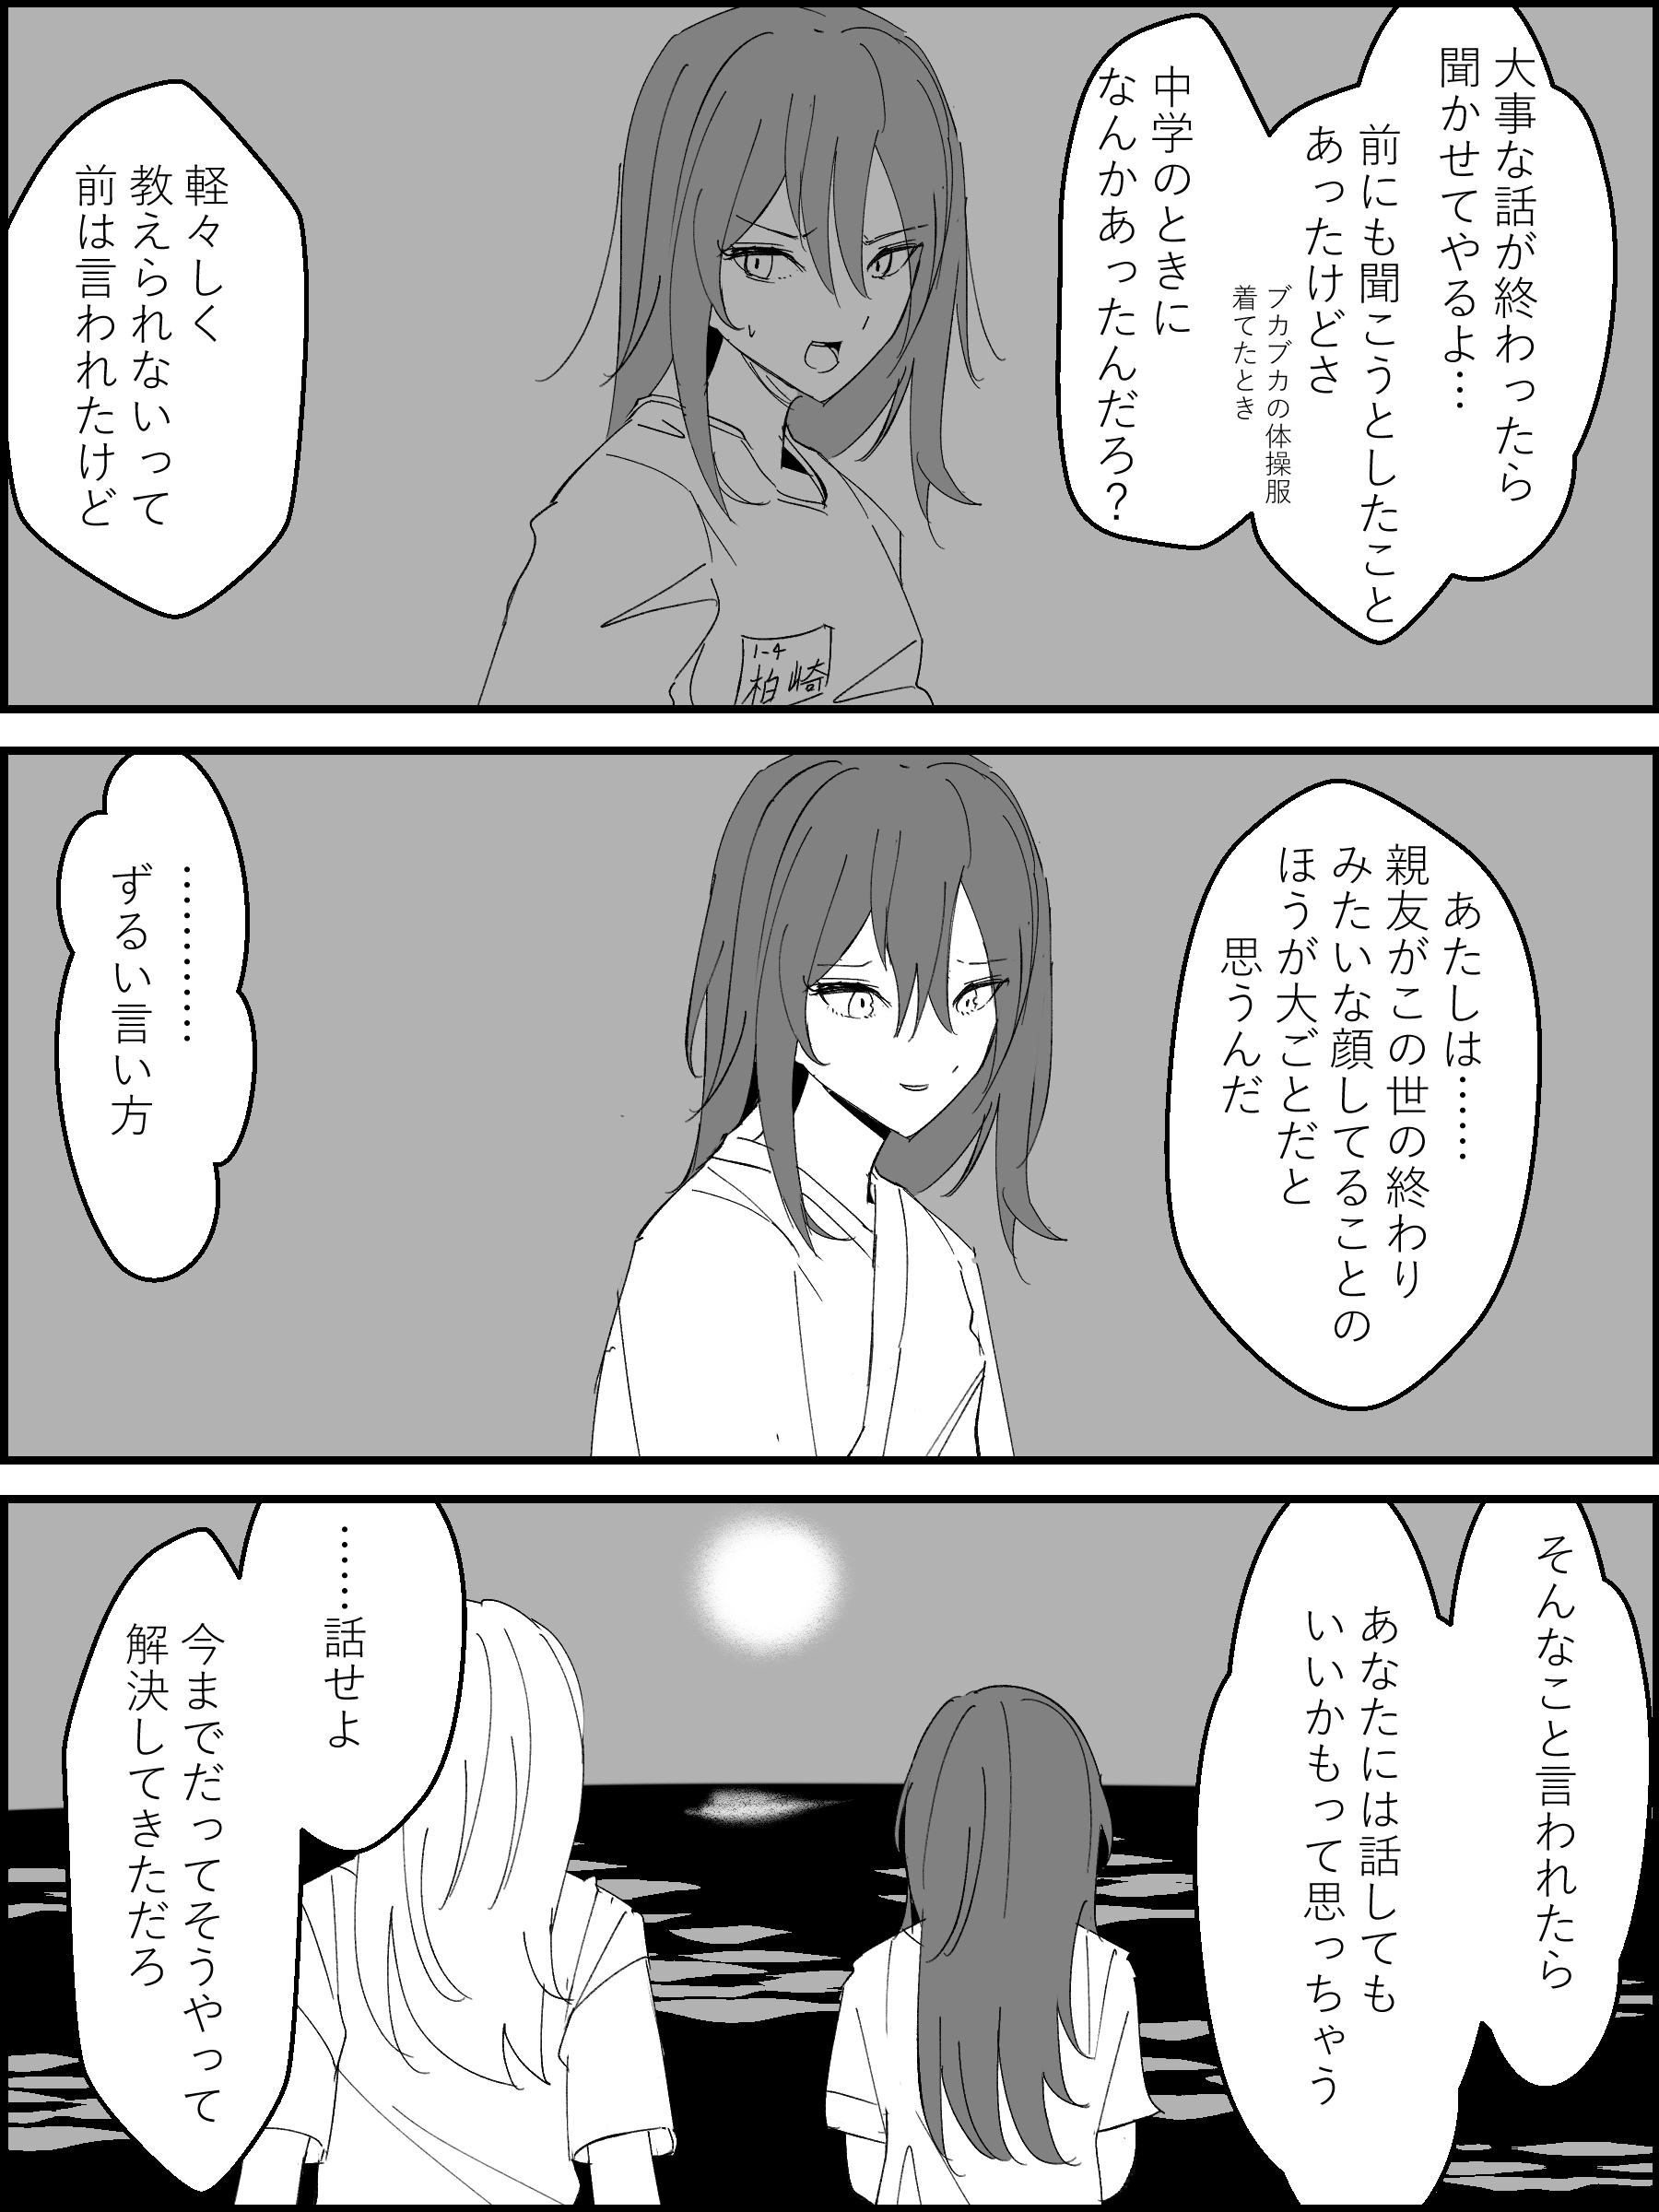 大事な話が終わったら
聞かせてやるよ…
前にも聞こうとしたこと
あったけどさ
ブカブカの体操服
着てたとき
中学のときに
なんかあったんだろ?
軽々しく
教えられないって
前は言われたけど
1-4
柏崎
あたしは……
親友がこの世の終わり
みたいな顔してることの
ほうが大ごとだと
思うんだ
…………
ずるい言い方
そんなこと言われたら
あなたには話しても
いいかもって思っちゃう
……話せよ
今までだってそうやって
解決してきただろ